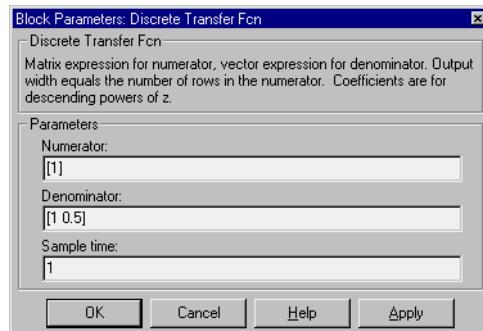 Block Parameters: Discrete Transfer Fcn
Discrete Transfer Fcn
Matrix expression for numerator, vector expression for denominator. Output
width equals the number of rows in the numerator.  Coefficients are for
descending powers of z.
Parameters
Numerator:
[1]
Denominator:
[1 0.5]
Sample time:
1
OK Cancel Help Apply